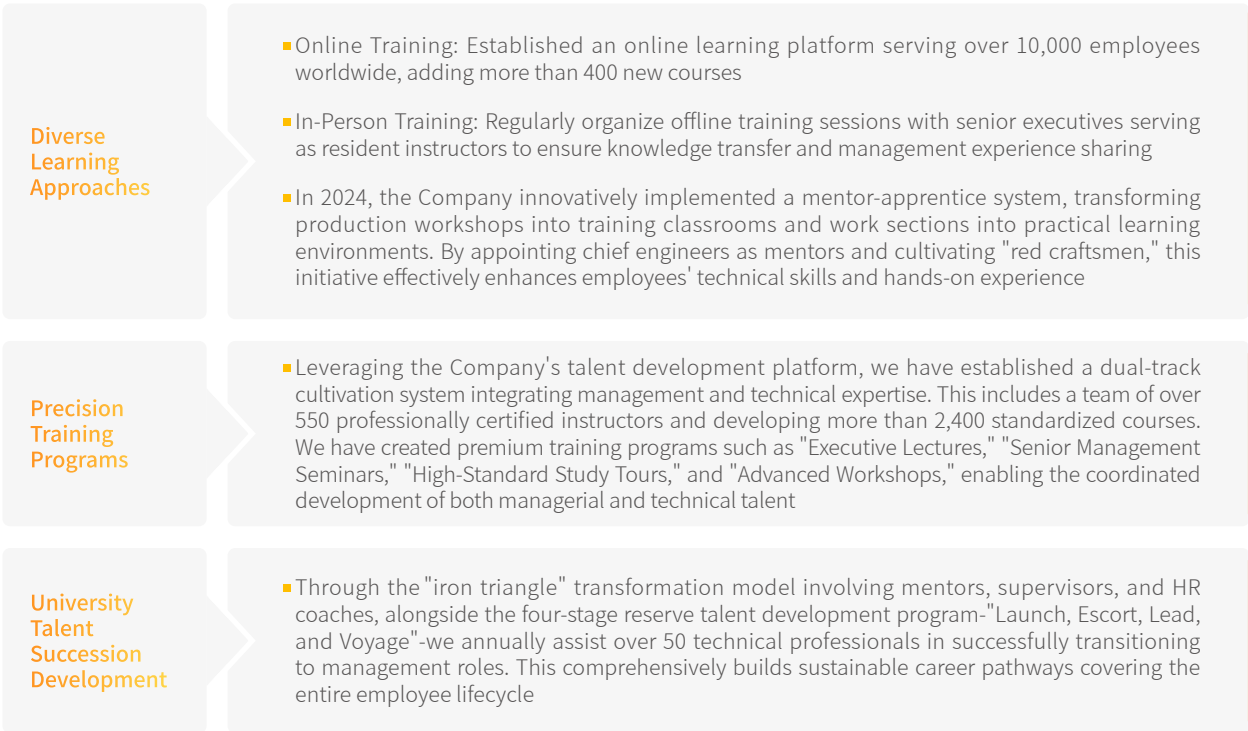 Diverse
Learning
Approaches
▪Online Training: Established an online learning platform serving over 10,000 employees
worldwide, adding more than 400 new courses
▪In-Person Training: Regularly organize offline training sessions with senior executives serving
as resident instructors to ensure knowledge transfer and management experience sharing
▪In 2024, the Company innovatively implemented a mentor-apprentice system, transforming
production workshops into training classrooms and work sections into practical learning
environments. By appointing chief engineers as mentors and cultivating "red craftsmen," this
initiative effectively enhances employees' technical skills and hands-on experience
Precision
Training
Programs
▪Leveraging the Company's talent development platform, we have established a dual-track
cultivation system integrating management and technical expertise. This includes a team of over
550 professionally certified instructors and developing more than 2,400 standardized courses.
We have created premium training programs such as "Executive Lectures," "Senior Management
Seminars," "High-Standard Study Tours," and "Advanced Workshops," enabling the coordinated
development of both managerial and technical talent
University
Talent
Succession
Development
▪Through the "iron triangle" transformation model involving mentors, supervisors, and HR
coaches, alongside the four-stage reserve talent development program-"Launch, Escort, Lead,
and Voyage"-we annually assist over 50 technical professionals in successfully transitioning
to management roles. This comprehensively builds sustainable career pathways covering the
entire employee lifecycle